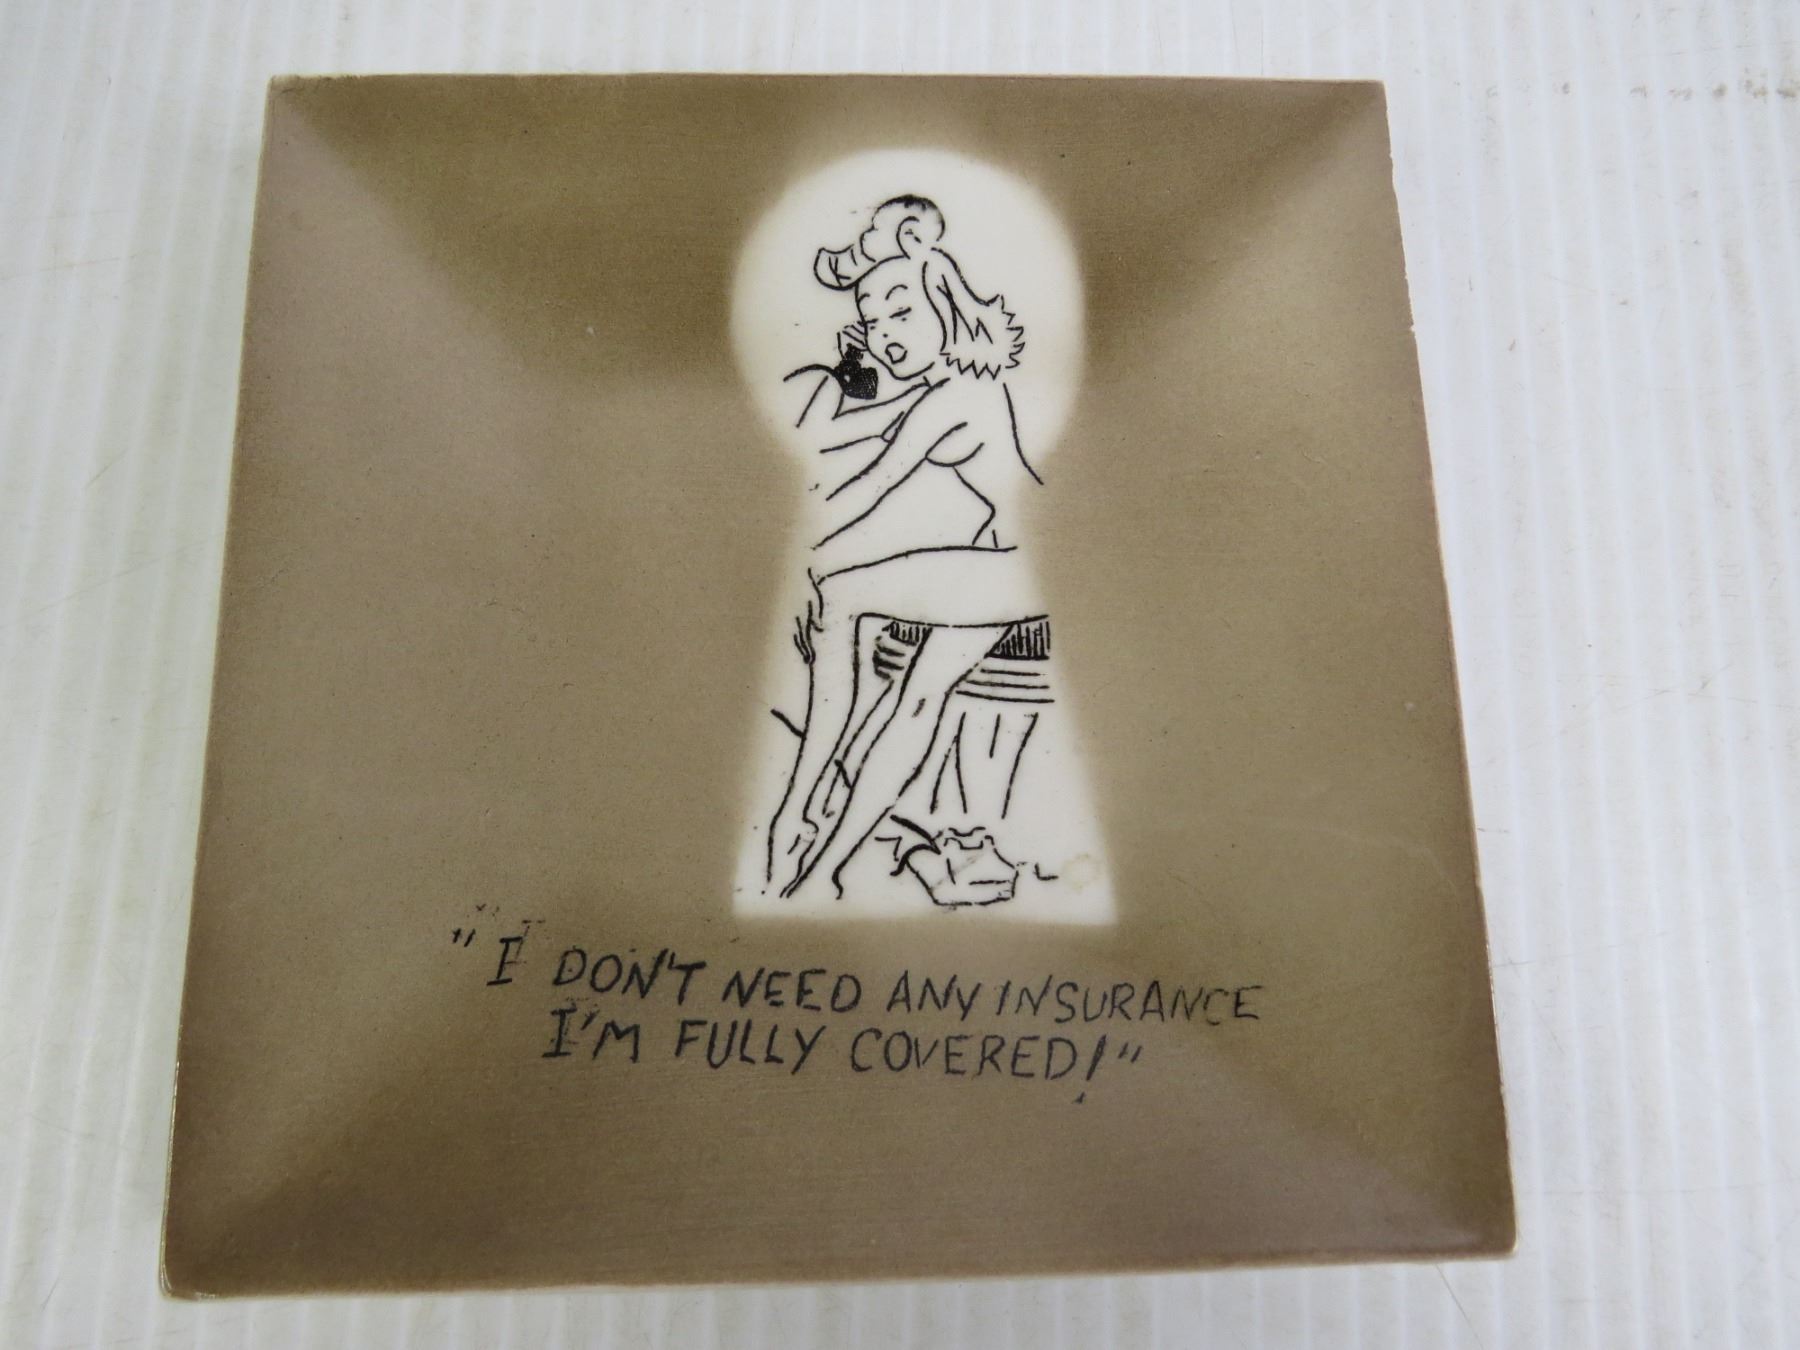 "I DON'T NEED ANY INSURANCE
I'M FULLY COVERED!"